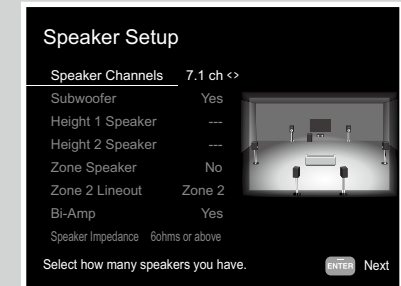 Speaker Setup
Speaker Channels 7.1 ch <>
Subwoofer Yes
Height 1 Speaker ---
Height 2 Speaker ---
Zone Speaker No
Zone 2 Lineout Zone 2
Bi-Amp Yes
Speaker Impedance 6ohms or above
Select how many speakers you have. ENTER Next